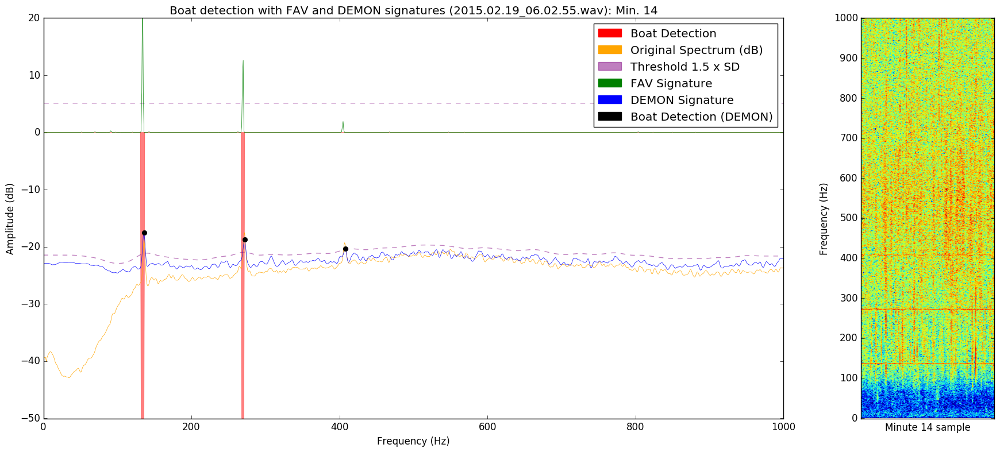 Boat detection with FAV and DEMON signatures (2015.02.19_06.02.55.wav): Min. 14
20
10
0
−10
−20
−30
−40
−50
Amplitude (dB)
0
200
400
600
800
1000
Frequency (Hz)
Boat Detection
Original Spectrum (dB)
Threshold 1.5 x SD
FAV Signature
DEMON Signature
Boat Detection (DEMON)
1000
900
800
700
600
500
400
300
200
100
0
Frequency (Hz)
Minute 14 sample